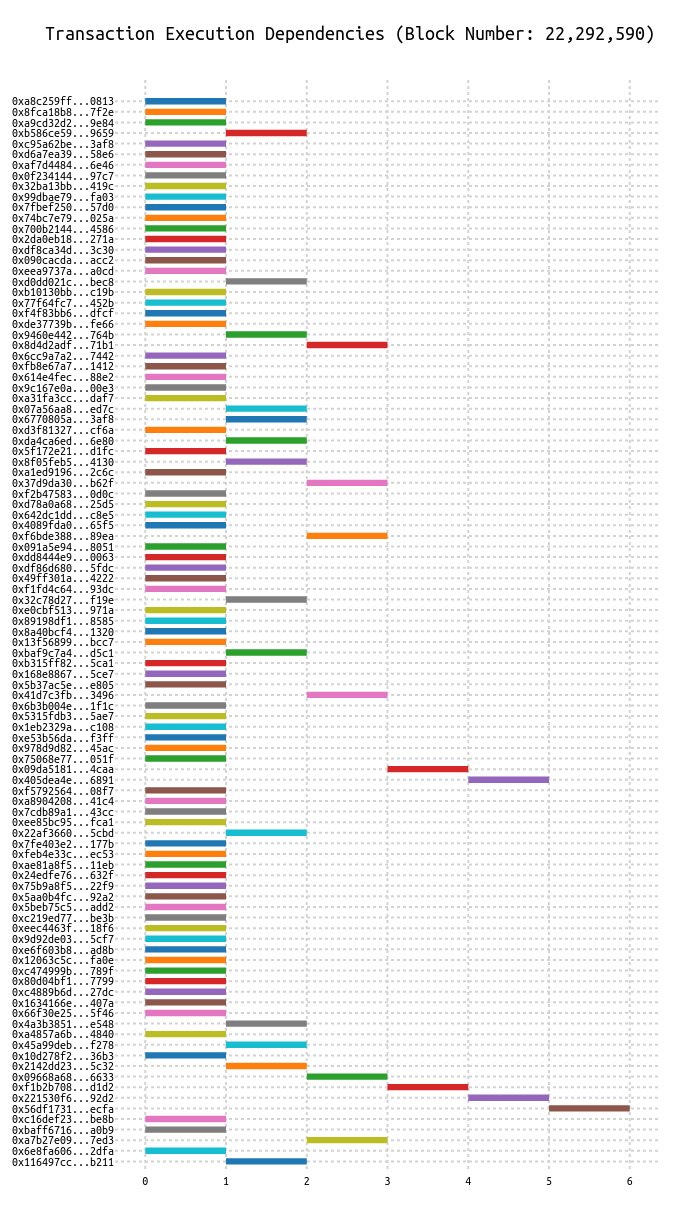 Transaction Execution Dependencies (Block Number: 22,292,590)
0xa8c259ff...0813
0x8fca18b8...7f2e
0xa9cd32d2...9e84
0xb586ce59...9659
0xc95a62be...3af8
0xd6a7ea39...58e6
0xaf7d4484...6e46
0x0f234144...97c7
0x32ba13bb...419c
0x99dbae79...fa03
0x7fbef250...57d0
0x74bc7e79...025a
0x700b2144...4586
0x2da0eb18...271a
0xdf8ca34d...3c30
0x090cacda...acc2
0xeea9737a...a0cd
0xd0dd021c...bec8
0xb10130bb...c19b
0x77f64fc7...452b
0xf4f83bb6...dfcf
0xde37739b...fe66
0x9460e442...764b
0x8d4d2adf...71b1
0x6cc9a7a2...7442
0xfb8e67a7...1412
0x614e4fec...88e2
0x9c167e0a...00e3
0xa31fa3cc...daf7
0x07a56aa8...ed7c
0x6770805a...3af8
0xd3f81327...cf6a
0xda4ca6ed...6e80
0x5f172e21...d1fc
0x8f05feb5...4130
0xa1ed9196...2c6c
0x37d9da30...b62f
0xf2b47583...0d0c
0xd78a0a68...25d5
0x642dc1dd...c8e5
0x4089fda0...65f5
0xf6bde388...89ea
0x091a5e94...8051
0xdd8444e9...0063
0xdf86d680...5fdc
0x49ff301a...4222
0xf1fd4c64...93dc
0x32c78d27...f19e
0xe0cbf513...971a
0x89198df1...8585
0x8a40bcf4...1320
0x13f56899...bcc7
0xbaf9c7a4...d5c1
0xb315ff82...5ca1
0x168e8867...5ce7
0x5b37ac5e...e805
0x41d7c3fb...3496
0x6b3b004e...1f1c
0x5315fdb3...5ae7
0x1eb2329a...c108
0xe53b56da...f3ff
0x978d9d82...45ac
0x75068e77...051f
0x09da5181...4caa
0x405dea4e...6891
0xf5792564...08f7
0xa8904208...41c4
0x7cdb89a1...43cc
0xee85bc95...fca1
0x22af3660...5cbd
0x7fe403e2...177b
0xfeb4e33c...ec53
0xae81a8f5...11eb
0x24edfe76...632f
0x75b9a8f5...22f9
0x5aa0b4fc...92a2
0x5beb75c5...add2
0xc219ed77...be3b
0xeec4463f...18f6
0x9d92de03...5cf7
0xe6f603b8...ad8b
0x12063c5c...fa0e
0xc474999b...789f
0x80d04bf1...7799
0xc4889b6d...27dc
0x1634166e...407a
0x66f30e25...5f46
0x4a3b3851...e548
0xa4857a6b...4840
0x45a99deb...f278
0x10d278f2...36b3
0x2142dd23...5c32
0x09668a68...6633
0xf1b2b708...d1d2
0x221530f6...92d2
0x56df1731...ecfa
0xc16def23...be8b
0xbaff6716...a0b9
0xa7b27e09...7ed3
0x6e8fa606...2dfa
0x116497cc...b211
0 1 2 3 4 5 6